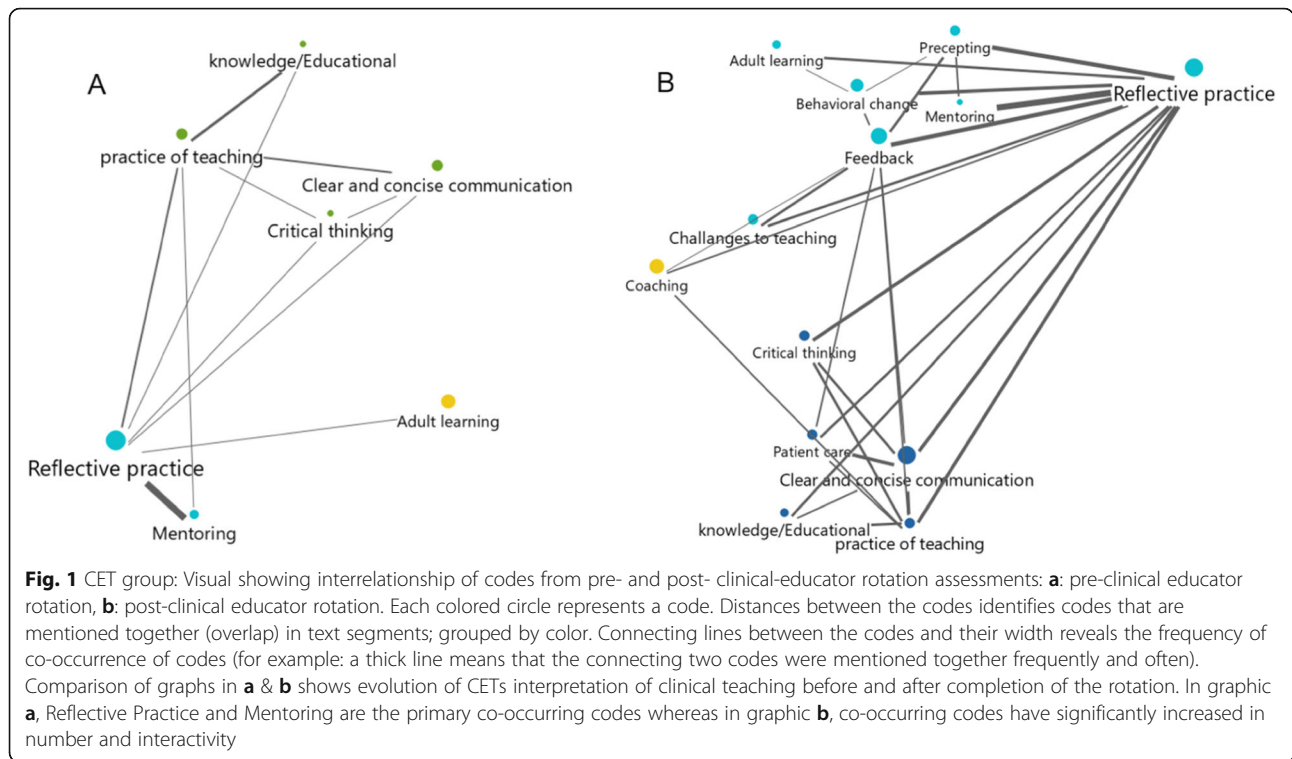 A
knowledge/Educational
practice of teaching
Clear and concise communication
Critical thinking
Adult learning
Reflective practice
Mentoring
B
Precepting
Adult learning
Reflective practice
Behavioral change
Mentoring
Feedback
Challanges to teaching
Coaching
Critical thinking
Patient care
Clear and concise communication
knowledge/Educational
practice of teaching
Fig. 1 CET group: Visual showing interrelationship of codes from pre- and post- clinical-educator rotation assessments: a: pre-clinical educator
rotation, b: post-clinical educator rotation. Each colored circle represents a code. Distances between the codes identifies codes that are
mentioned together (overlap) in text segments; grouped by color. Connecting lines between the codes and their width reveals the frequency of
co-occurrence of codes (for example: a thick line means that the connecting two codes were mentioned together frequently and often).
Comparison of graphs in a & b shows evolution of CETs interpretation of clinical teaching before and after completion of the rotation. In graphic
a, Reflective Practice and Mentoring are the primary co-occurring codes whereas in graphic b, co-occurring codes have significantly increased in
number and interactivity